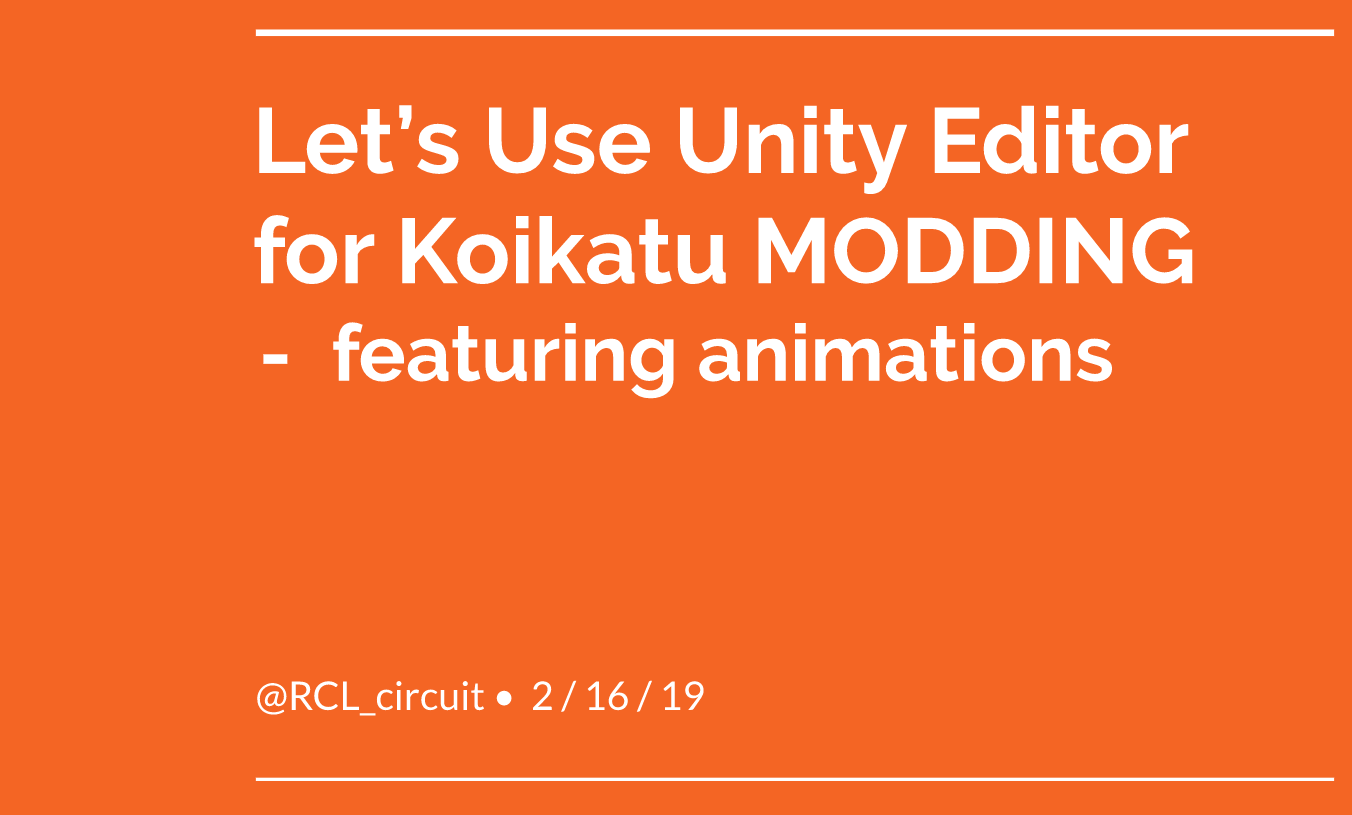 Let’s Use Unity Editor
for Koikatu MODDING
- featuring animations
@RCL_circuit ● 2 / 16 / 19